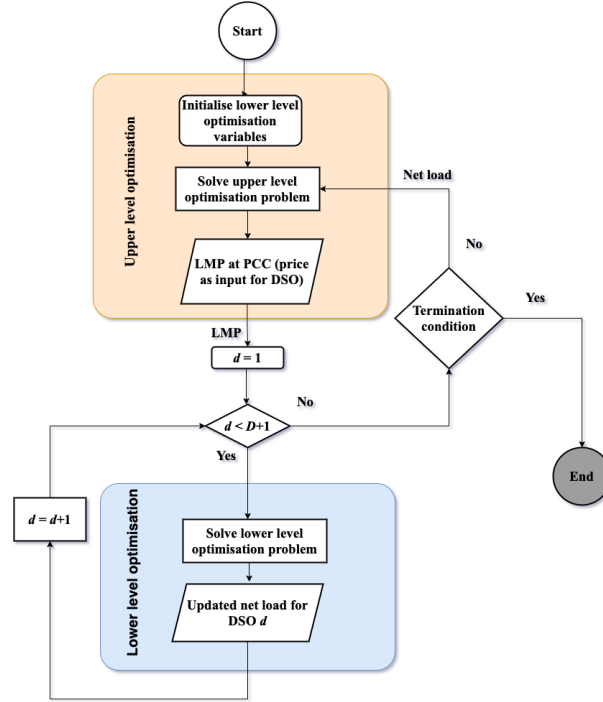 Start
Upper level optimisation
Initialise lower level
optimisation
variables
Solve upper level
optimisation problem
Net load
LMP at PCC (price
as input for DSO)
No
Termination
condition
Yes
LMP
d = 1
No
d < D+1
Yes
End
d = d+1
Lower level optimisation
Solve lower level
optimisation problem
Updated net load for
DSO d